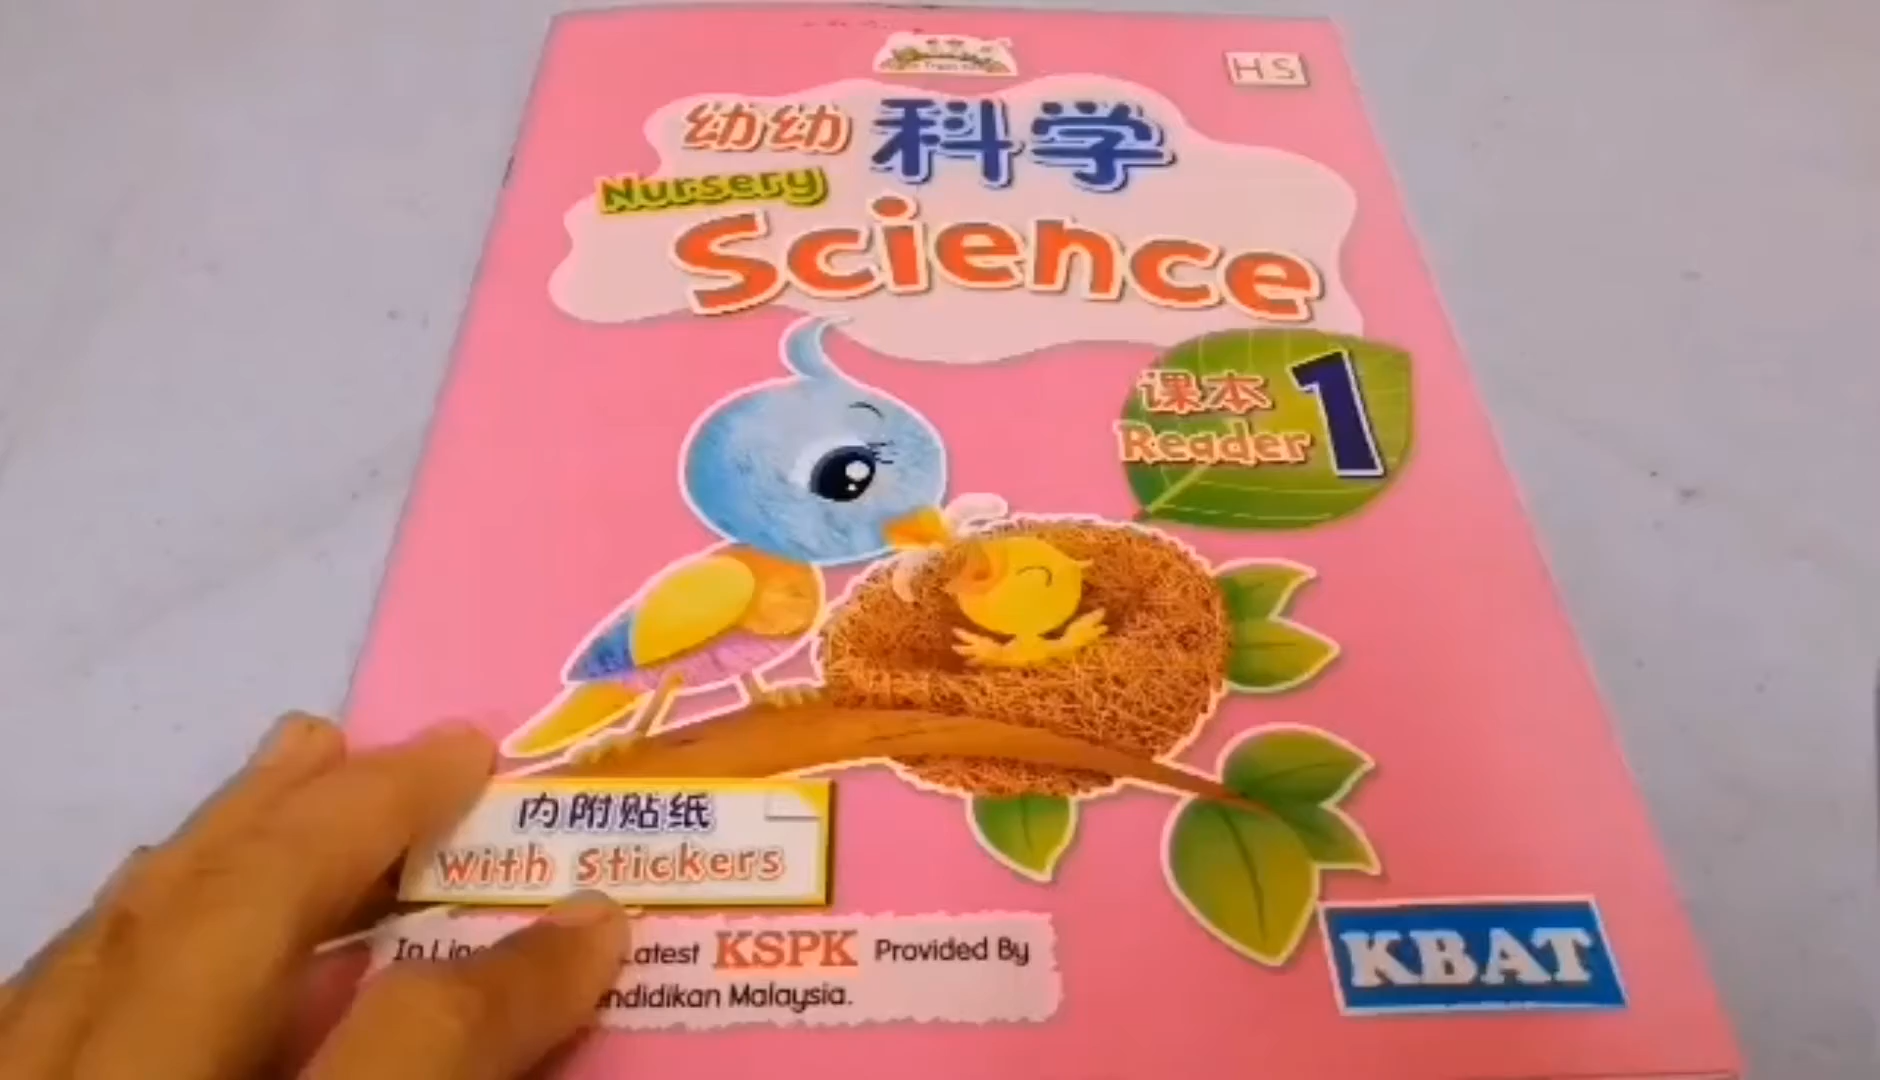 HS
幼幼 科学
Nursery
Science
课本
Reader 1
内附贴纸
With Stickers
In Latest KSPK Provided By
Malaysia.
KBAT